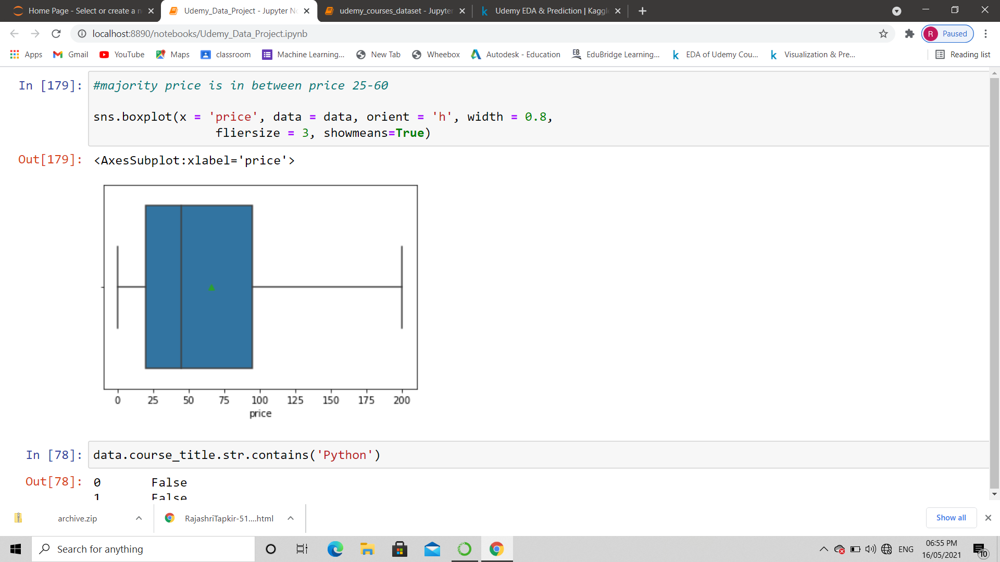 Home Page - Select or create a n
Udemy_Data_Project - Jupyter No
udemy_courses_dataset - Jupyter
Udemy EDA & Prediction | Kaggle
localhost:8890/notebooks/Udemy_Data_Project.ipynb
R Paused
Apps Gmail YouTube Maps classroom Machine Learning... New Tab Wheebox Autodesk - Education EB EduBridge Learning... EDA of Udemy Cou... Visualization & Pre... Reading list
In [179]: #majority price is in between price 25-60
sns.boxplot(x = 'price', data = data, orient = 'h', width = 0.8,
fliersize = 3, showmeans=True)
Out[179]: <AxesSubplot:xlabel='price'>
0 25 50 75 100 125 150 175 200
price
In [78]: data.course_title.str.contains('Python')
Out[78]: 0 False
1 False
archive.zip RajashriTapkir-51....html Show all
Search for anything
ENG
06:55 PM
16/05/2021
10